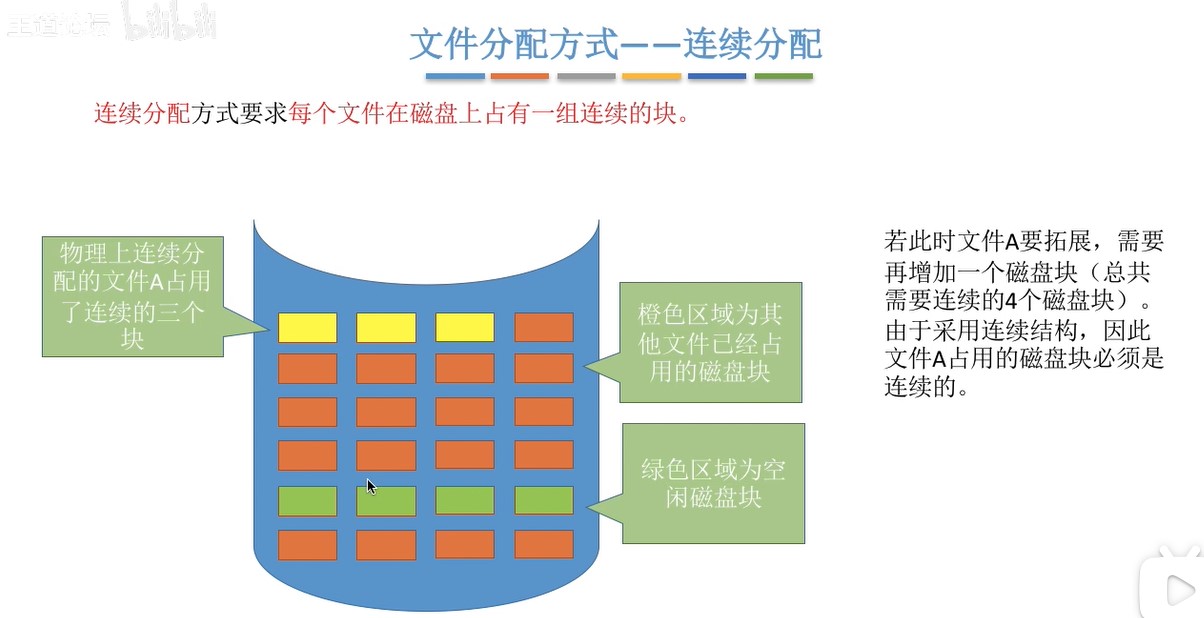 王道论坛 bilibili
文件分配方式——连续分配
连续分配方式要求每个文件在磁盘上占有一组连续的块。
物理上连续分
配的文件A占用
了连续的三个
块
橙色区域为其
他文件已经占
用的磁盘块
绿色区域为空
闲磁盘块
若此时文件A要拓展，需要
再增加一个磁盘块（总共
需要连续的4个磁盘块）。
由于采用连续结构，因此
文件A占用的磁盘块必须是
连续的。